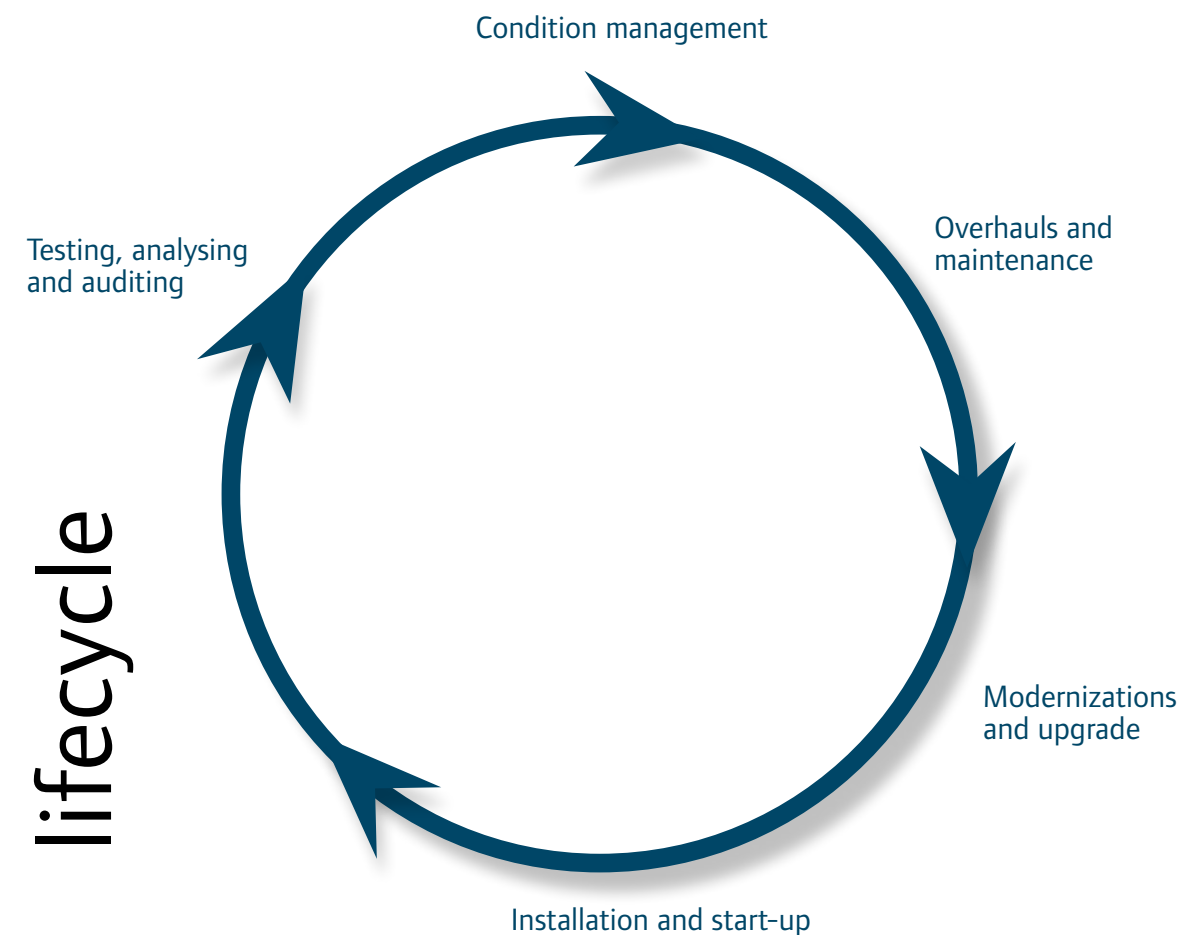 Condition management
Overhauls and
maintenance
Testing, analysing
and auditing
lifecycle
Modernizations
and upgrade
Installation and start-up